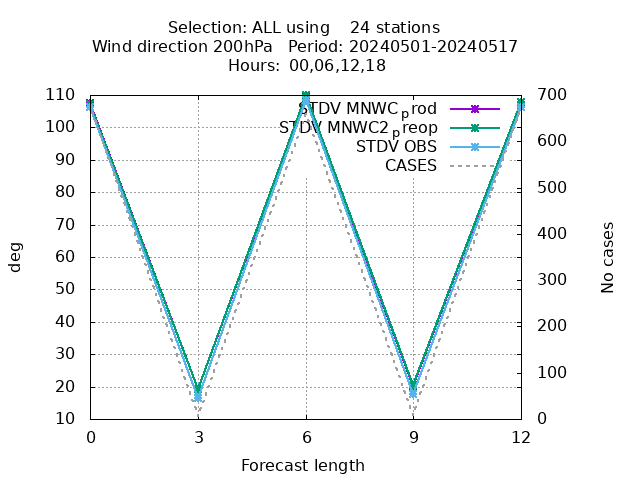 Selection: ALL using 24 stations
Wind direction 200hPa Period: 20240501-20240517
Hours: 00,06,12,18
110 700
STDV MNWCprod
STDV MNWC2preop
100 600
STDV OBS
CASES
90
80 500
70 400
60
deg No cases
50 300
40
200
30
20 100
10 0
0 3 6 9 12
Forecast length